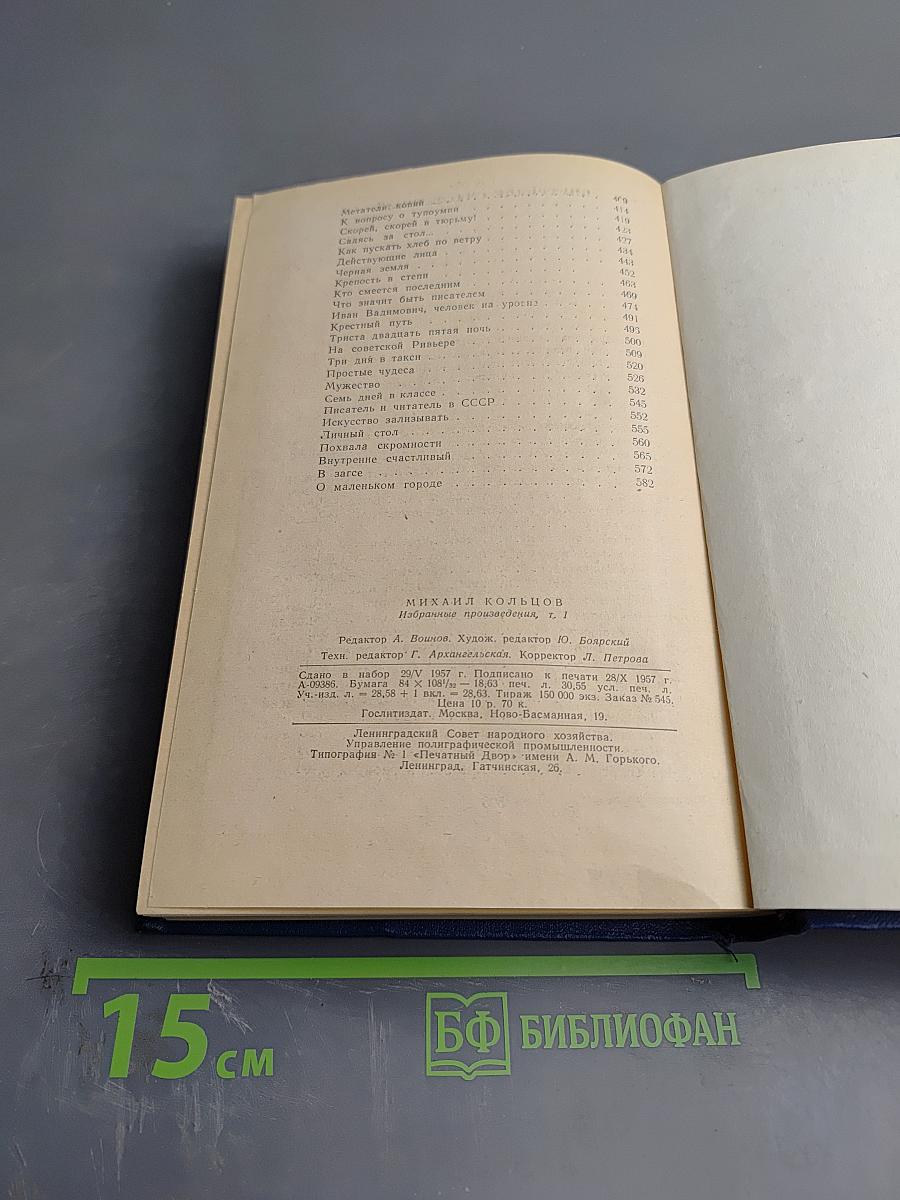 Метатели копий . . . 409
К вопросу о тупоумии . . . 414
Скорей, скорей в тюрьму! . . . 419
Садясь за стол... . . . 423
Как пускать хлеб по ветру . . . 427
Действующие лица . . . 434
Черная земля . . . 443
Крепость в степи . . . 452
Кто смеется последним . . . 463
Что значит быть писателем . . . 469
Иван Вадимович, человек на уровне . . . 474
Крестный путь . . . 491
Триста двадцать пятая ночь . . . 493
На советской Ривьере . . . 500
Три дня в такси . . . 509
Простые чудеса . . . 520
Мужество . . . 526
Семь дней в классе . . . 532
Писатель и читатель в СССР . . . 545
Искусство зализывать . . . 552
Личный стол . . . 555
Похвала скромности . . . 560
Внутренне счастливый . . . 565
В загсе . . . 572
О маленьком городе . . . 582
МИХАИЛ КОЛЬЦОВ
Избранные произведения, т. I
Редактор А. Воинов. Худож. редактор Ю. Боярский
Техн. редактор Г. Архангельская. Корректор Л. Петрова
Сдано в набор 29/V 1957 г. Подписано к печати 28/X 1957 г.
А-09386. Бумага 84 × 108¹/₃₂ — 18,63 печ. л. 30,55 усл. печ. л.
Уч.-изд. л. = 28,58 + 1 вкл. = 28,63. Тираж 150 000 экз. Заказ № 545.
Цена 10 р. 70 к.
Гослитиздат. Москва, Ново-Басманная, 19.
Ленинградский Совет народного хозяйства.
Управление полиграфической промышленности.
Типография № 1 «Печатный Двор» имени А. М. Горького.
Ленинград, Гатчинская, 26.
15 см
БФ БИБЛИОФАН